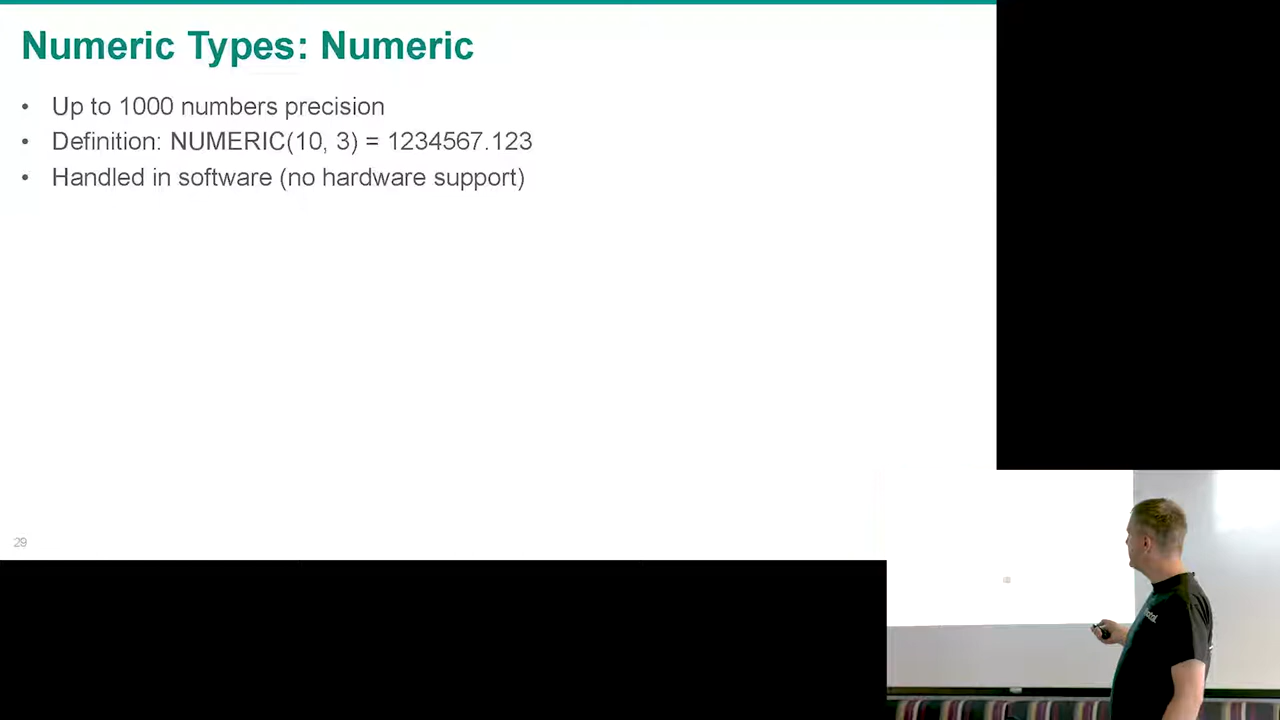 Numeric Types: Numeric
• Up to 1000 numbers precision
• Definition: NUMERIC(10, 3) = 1234567.123
• Handled in software (no hardware support)
29